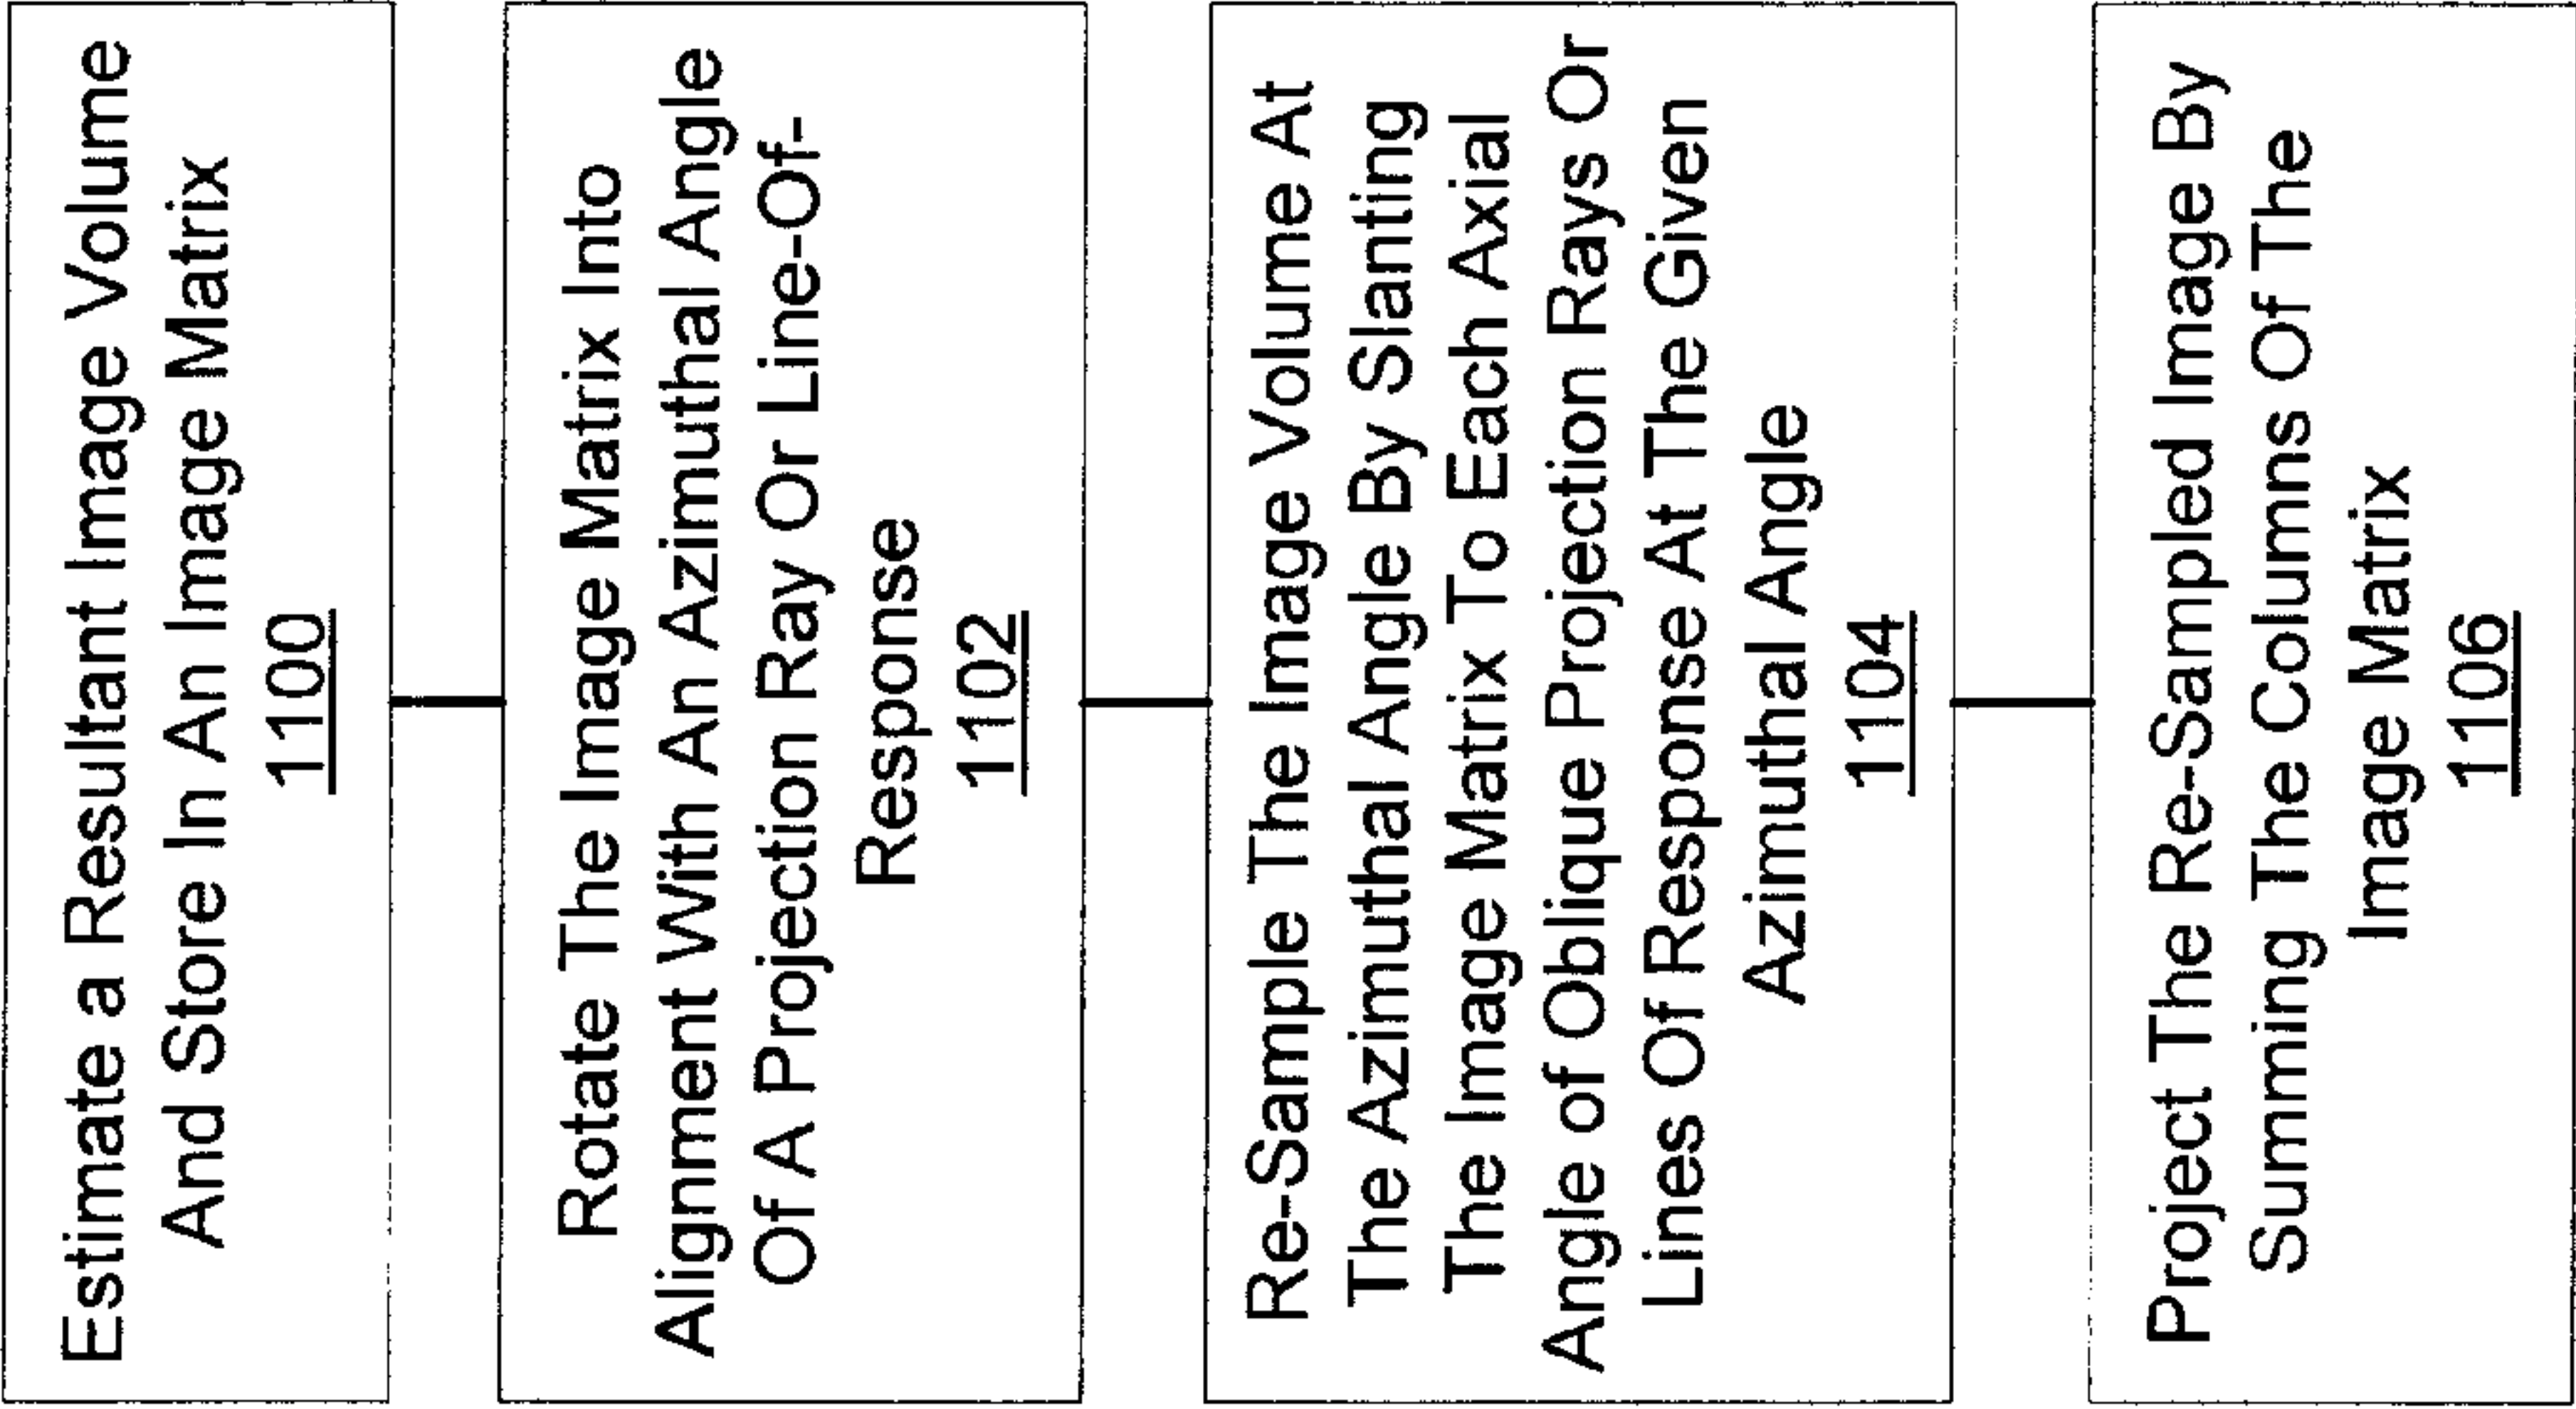 Estimate a Resultant Image Volume
And Store In An Image Matrix
1100
Rotate The Image Matrix Into
Alignment With An Azimuthal Angle
Of A Projection Ray Or Line-Of-
Response
1102
Re-Sample The Image Volume At
The Azimuthal Angle By Slanting
The Image Matrix To Each Axial
Angle of Oblique Projection Rays Or
Lines Of Response At The Given
Azimuthal Angle
1104
Project The Re-Sampled Image By
Summing The Columns Of The
Image Matrix
1106